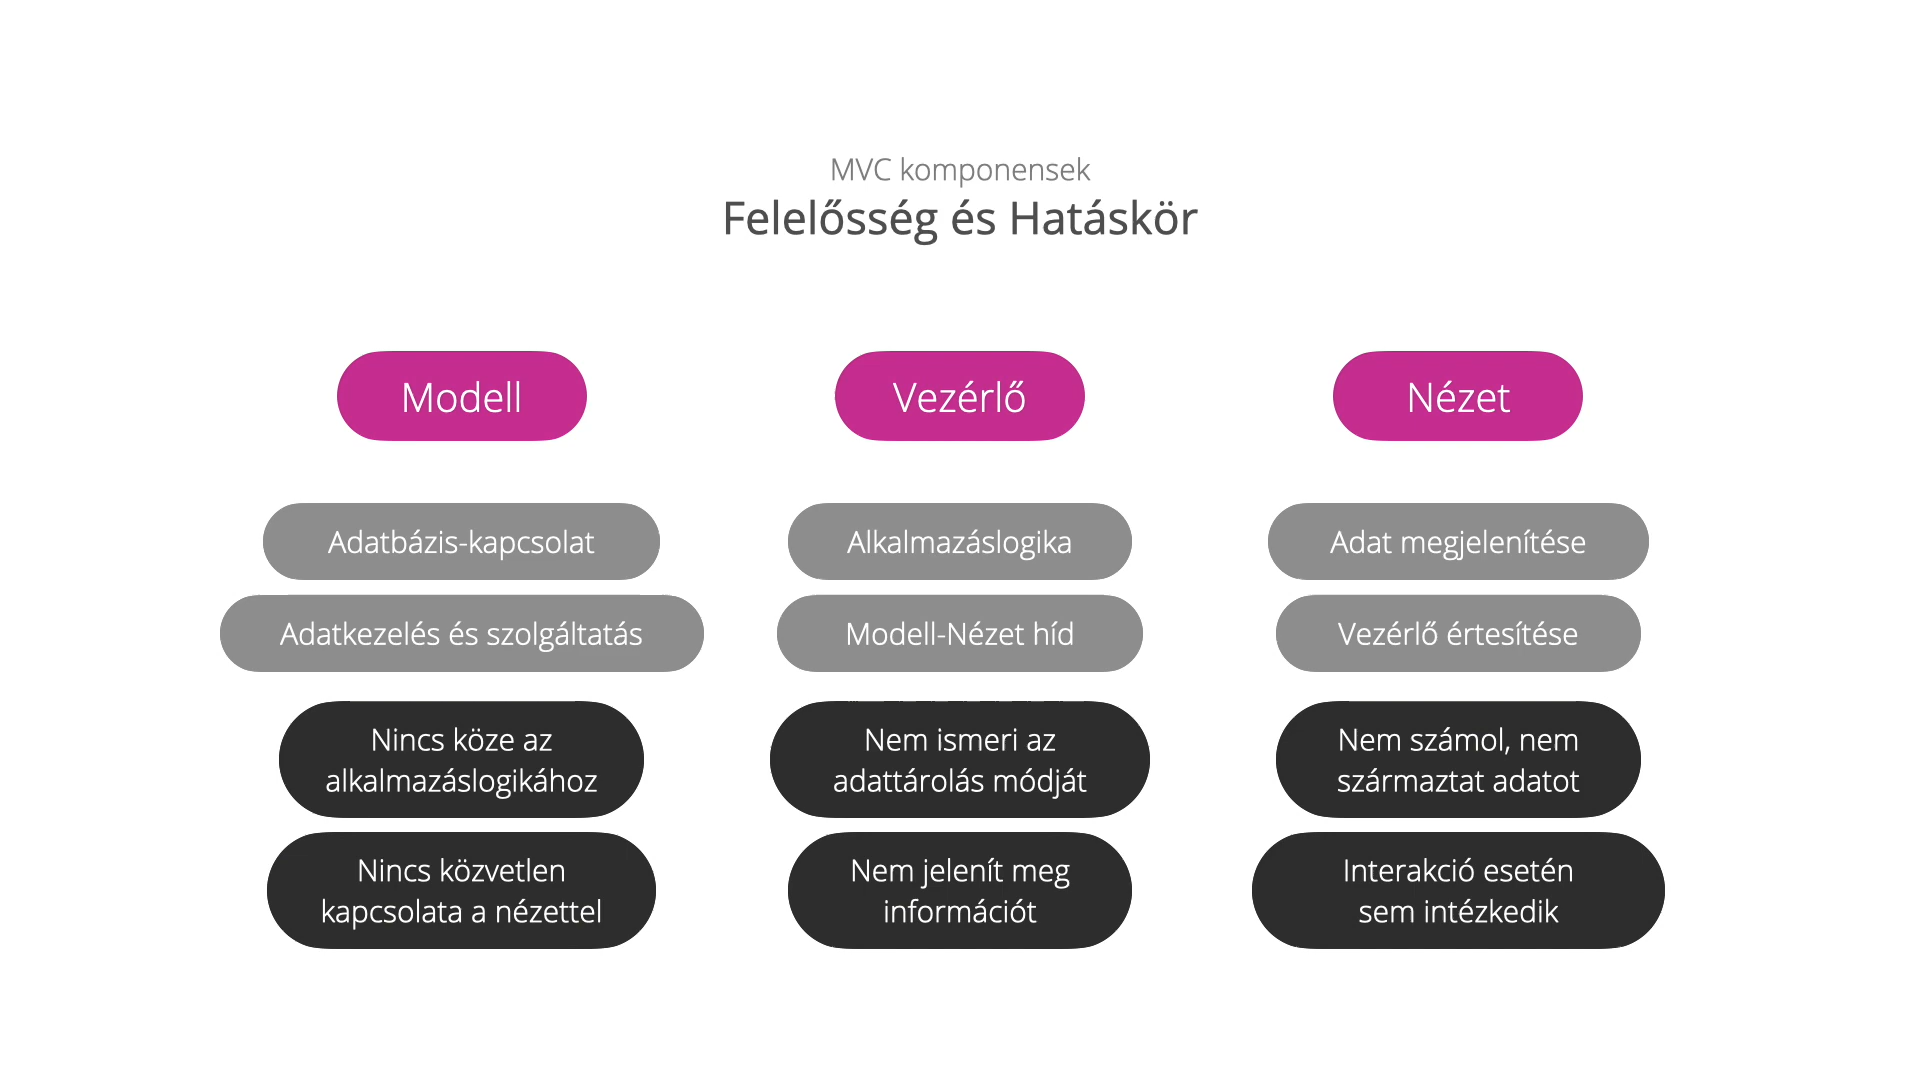 MVC komponensek
Felelősség és Hatáskör
Modell
Vezérlő
Nézet
Adatbázis-kapcsolat
Alkalmazáslogika
Adat megjelenítése
Adatkezelés és szolgáltatás
Modell-Nézet híd
Vezérlő értesítése
Nincs köze az
alkalmazáslogikához
Nem ismeri az
adattárolás módját
Nem számol, nem
származtat adatot
Nincs közvetlen
kapcsolata a nézettel
Nem jelenít meg
információt
Interakció esetén
sem intézkedik